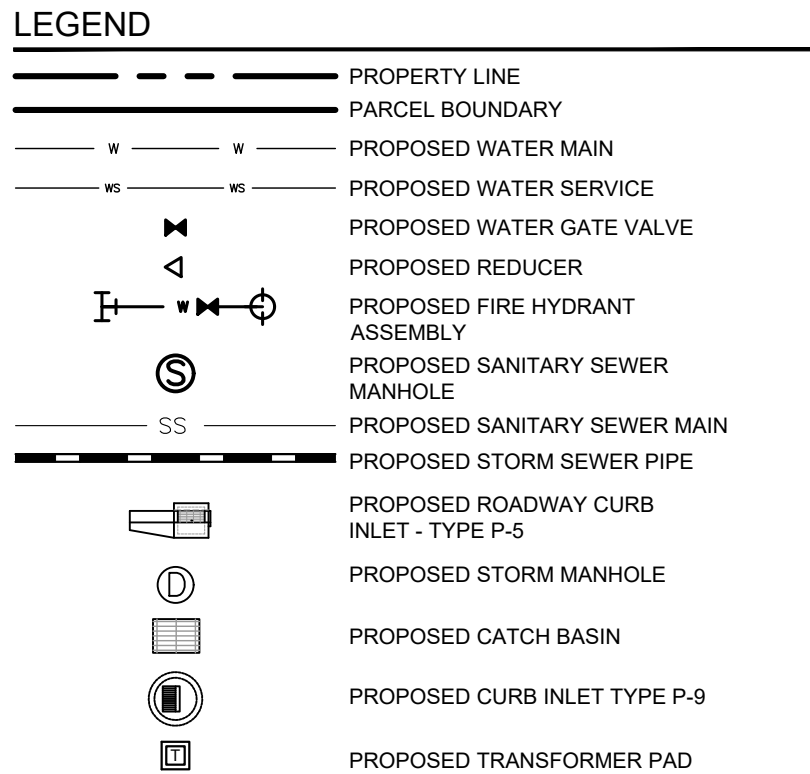 LEGEND
PROPERTY LINE
PARCEL BOUNDARY
W W PROPOSED WATER MAIN
WS WS PROPOSED WATER SERVICE
PROPOSED WATER GATE VALVE
PROPOSED REDUCER
W PROPOSED FIRE HYDRANT
ASSEMBLY
S PROPOSED SANITARY SEWER
MANHOLE
SS PROPOSED SANITARY SEWER MAIN
PROPOSED STORM SEWER PIPE
PROPOSED ROADWAY CURB
INLET - TYPE P-5
D PROPOSED STORM MANHOLE
PROPOSED CATCH BASIN
PROPOSED CURB INLET TYPE P-9
T PROPOSED TRANSFORMER PAD